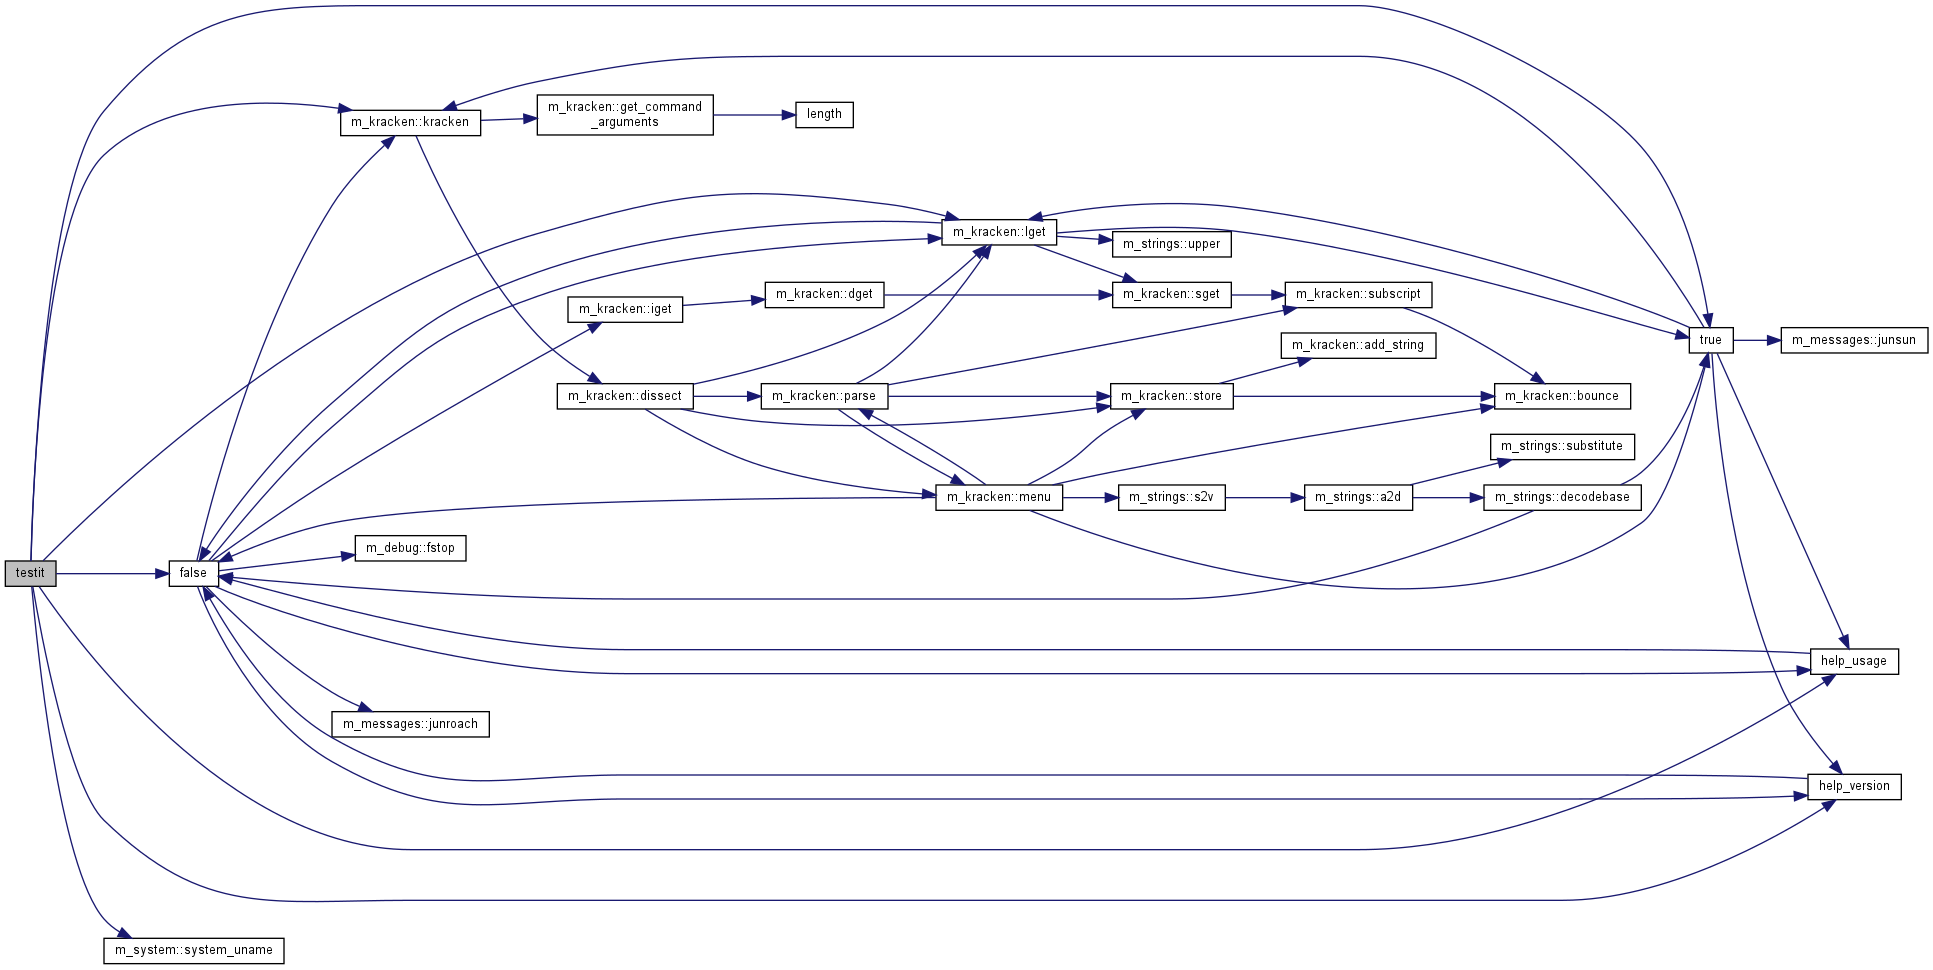 m_kracken::get_command
_arguments
length
m_kracken::kracken
m_kracken::lget
m_strings::upper
m_kracken::dget
m_kracken::sget
m_kracken::subscript
m_kracken::iget
m_kracken::add_string
true
m_messages::junsun
m_kracken::dissect
m_kracken::parse
m_kracken::store
m_kracken::bounce
m_strings::substitute
m_kracken::menu
m_strings::s2v
m_strings::a2d
m_strings::decodebase
m_debug::fstop
testit
false
help_usage
m_messages::junroach
help_version
m_system::system_uname